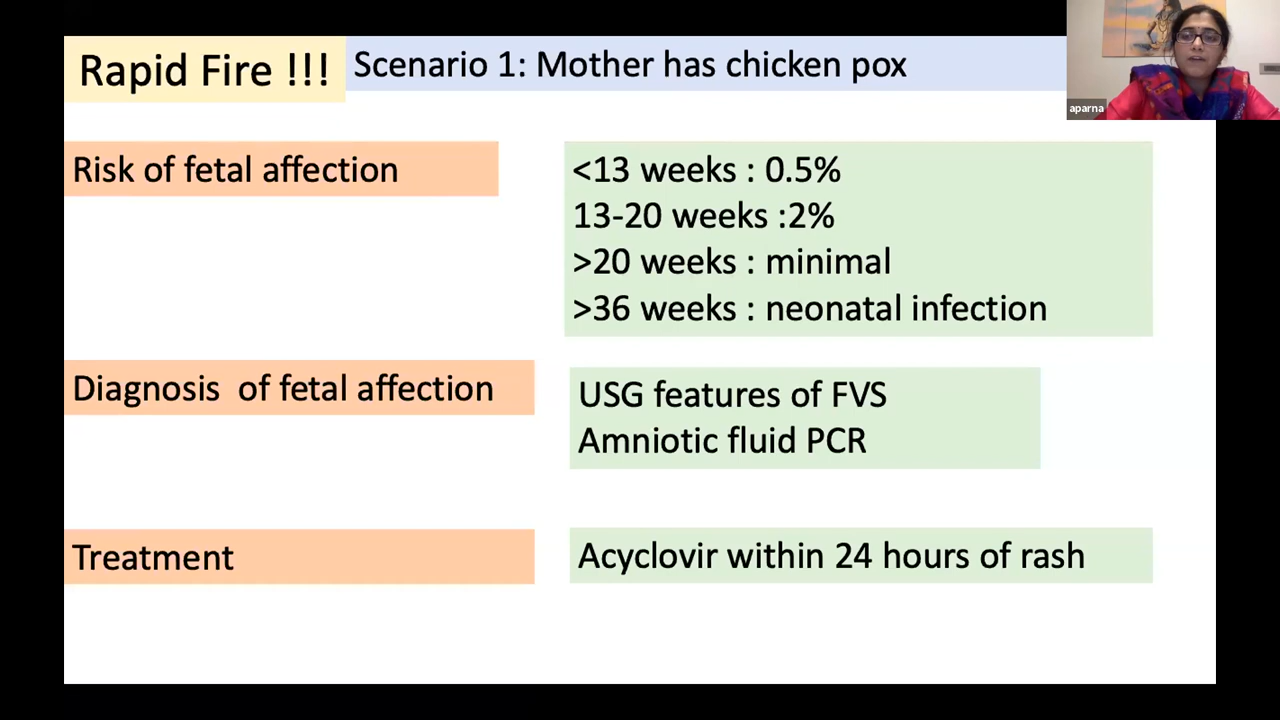 Rapid Fire !!!
Scenario 1: Mother has chicken pox
aparna
Risk of fetal affection
<13 weeks : 0.5%
13-20 weeks :2%
>20 weeks : minimal
>36 weeks : neonatal infection
Diagnosis of fetal affection
USG features of FVS
Amniotic fluid PCR
Treatment
Acyclovir within 24 hours of rash